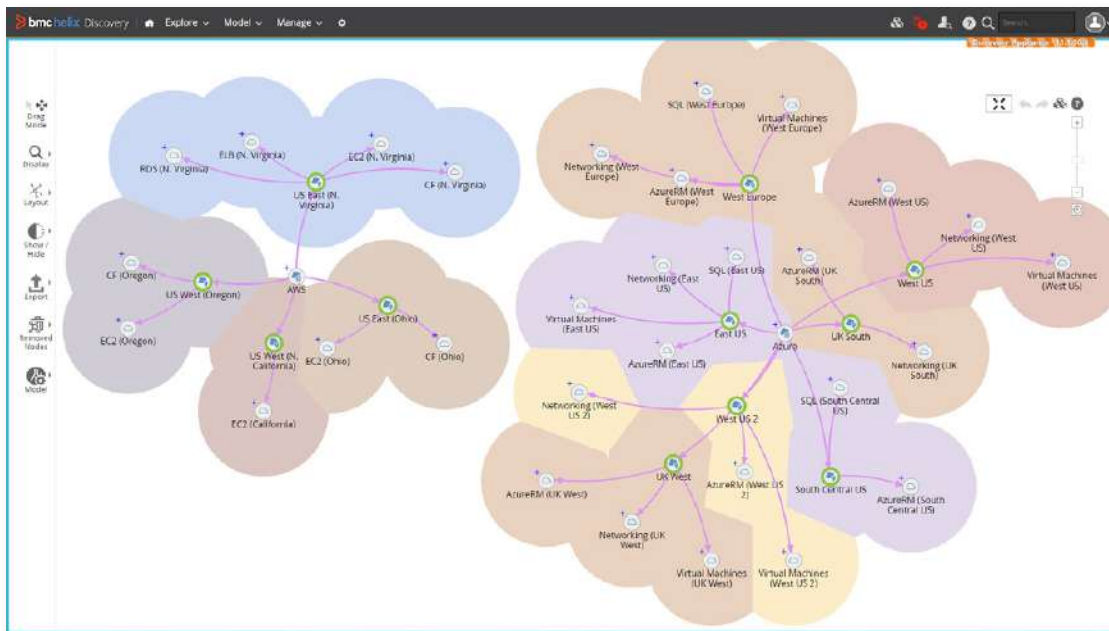 bmc helix Discovery
Explore
Model
Manage
Drag
Mode
Display
Layout
Show /
Hide
Export
Removed
Nodes
Model
RDS (N. Virginia)
ELB (N. Virginia)
EC2 (N. Virginia)
CF (N. Virginia)
US East (N.
Virginia)
CF (Oregon)
US West (Oregon)
EC2 (Oregon)
AWS
US East (Ohio)
US West (N.
California)
EC2 (Ohio)
CF (Ohio)
EC2 (California)
SQL (West Europe)
Virtual Machines
(West Europe)
Networking (West
Europe)
AzureRM (West
Europe)
West Europe
AzureRM (West US)
Networking (West
US)
Virtual Machines
(West US)
West US
Networking (East
US)
SQL (East US)
AzureRM (UK
South)
Virtual Machines
(East US)
East US
Azure
UK South
AzureRM (East US)
Networking (UK
South)
Networking (West
US 2)
West US 2
SQL (South Central
US)
AzureRM (UK West)
UK West
AzureRM (West US
2)
South Central US
AzureRM (South
Central US)
Networking (UK
West)
Virtual Machines
(UK West)
Virtual Machines
(West US 2)